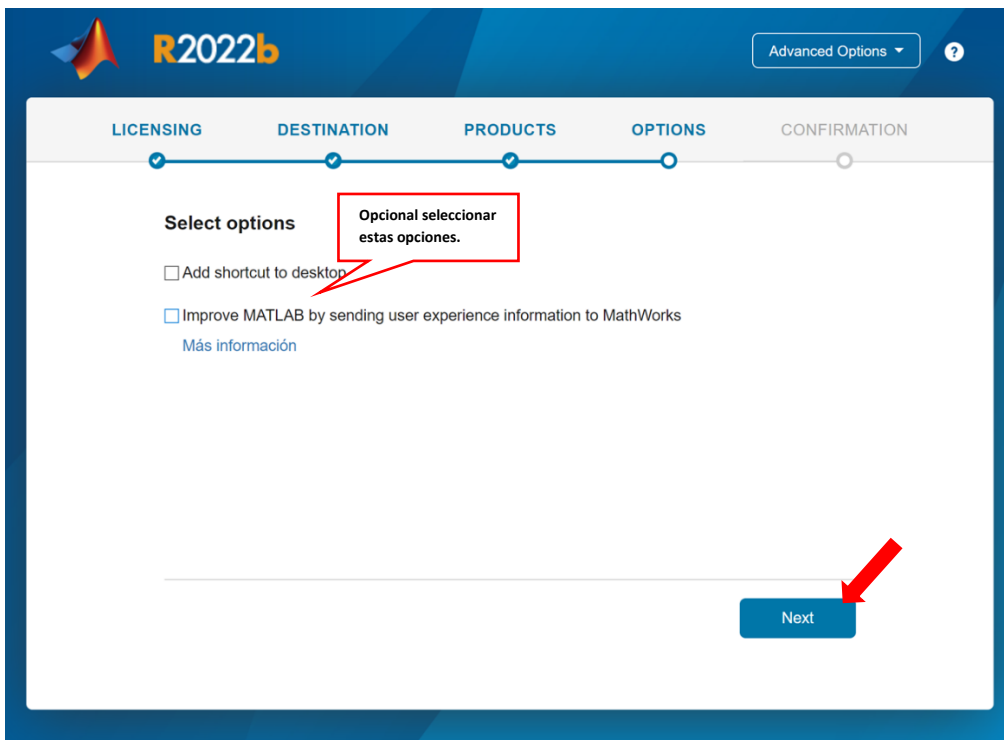 R2022b
Advanced Options
?
LICENSING DESTINATION PRODUCTS OPTIONS CONFIRMATION
Select options
Opcional seleccionar
estas opciones.
Add shortcut to desktop
Improve MATLAB by sending user experience information to MathWorks
Más información
Next